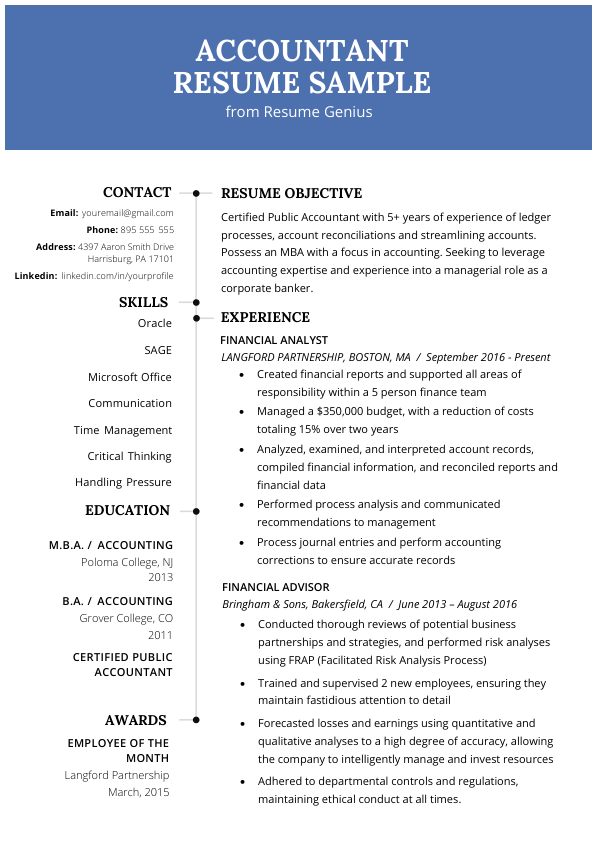 ACCOUNTANT
RESUME SAMPLE
from Resume Genius
CONTACT
Email: youremail@gmail.com
Phone: 895 555 555
Address: 4397 Aaron Smith Drive
Harrisburg, PA 17101
Linkedin: linkedin.com/in/yourprofile
SKILLS
Oracle
SAGE
Microsoft Office
Communication
Time Management
Critical Thinking
Handling Pressure
EDUCATION
M.B.A. / ACCOUNTING
Poloma College, NJ
2013
B.A. / ACCOUNTING
Grover College, CO
2011
CERTIFIED PUBLIC
ACCOUNTANT
AWARDS
EMPLOYEE OF THE
MONTH
Langford Partnership
March, 2015
RESUME OBJECTIVE
Certified Public Accountant with 5+ years of experience of ledger
processes, account reconciliations and streamlining accounts.
Possess an MBA with a focus in accounting. Seeking to leverage
accounting expertise and experience into a managerial role as a
corporate banker.
EXPERIENCE
FINANCIAL ANALYST
LANGFORD PARTNERSHIP, BOSTON, MA / September 2016 - Present
• Created financial reports and supported all areas of
responsibility within a 5 person finance team
• Managed a $350,000 budget, with a reduction of costs
totaling 15% over two years
• Analyzed, examined, and interpreted account records,
compiled financial information, and reconciled reports and
financial data
• Performed process analysis and communicated
recommendations to management
• Process journal entries and perform accounting
corrections to ensure accurate records
FINANCIAL ADVISOR
Bringham & Sons, Bakersfield, CA / June 2013 – August 2016
• Conducted thorough reviews of potential business
partnerships and strategies, and performed risk analyses
using FRAP (Facilitated Risk Analysis Process)
• Trained and supervised 2 new employees, ensuring they
maintain fastidious attention to detail
• Forecasted losses and earnings using quantitative and
qualitative analyses to a high degree of accuracy, allowing
the company to intelligently manage and invest resources
• Adhered to departmental controls and regulations,
maintaining ethical conduct at all times.